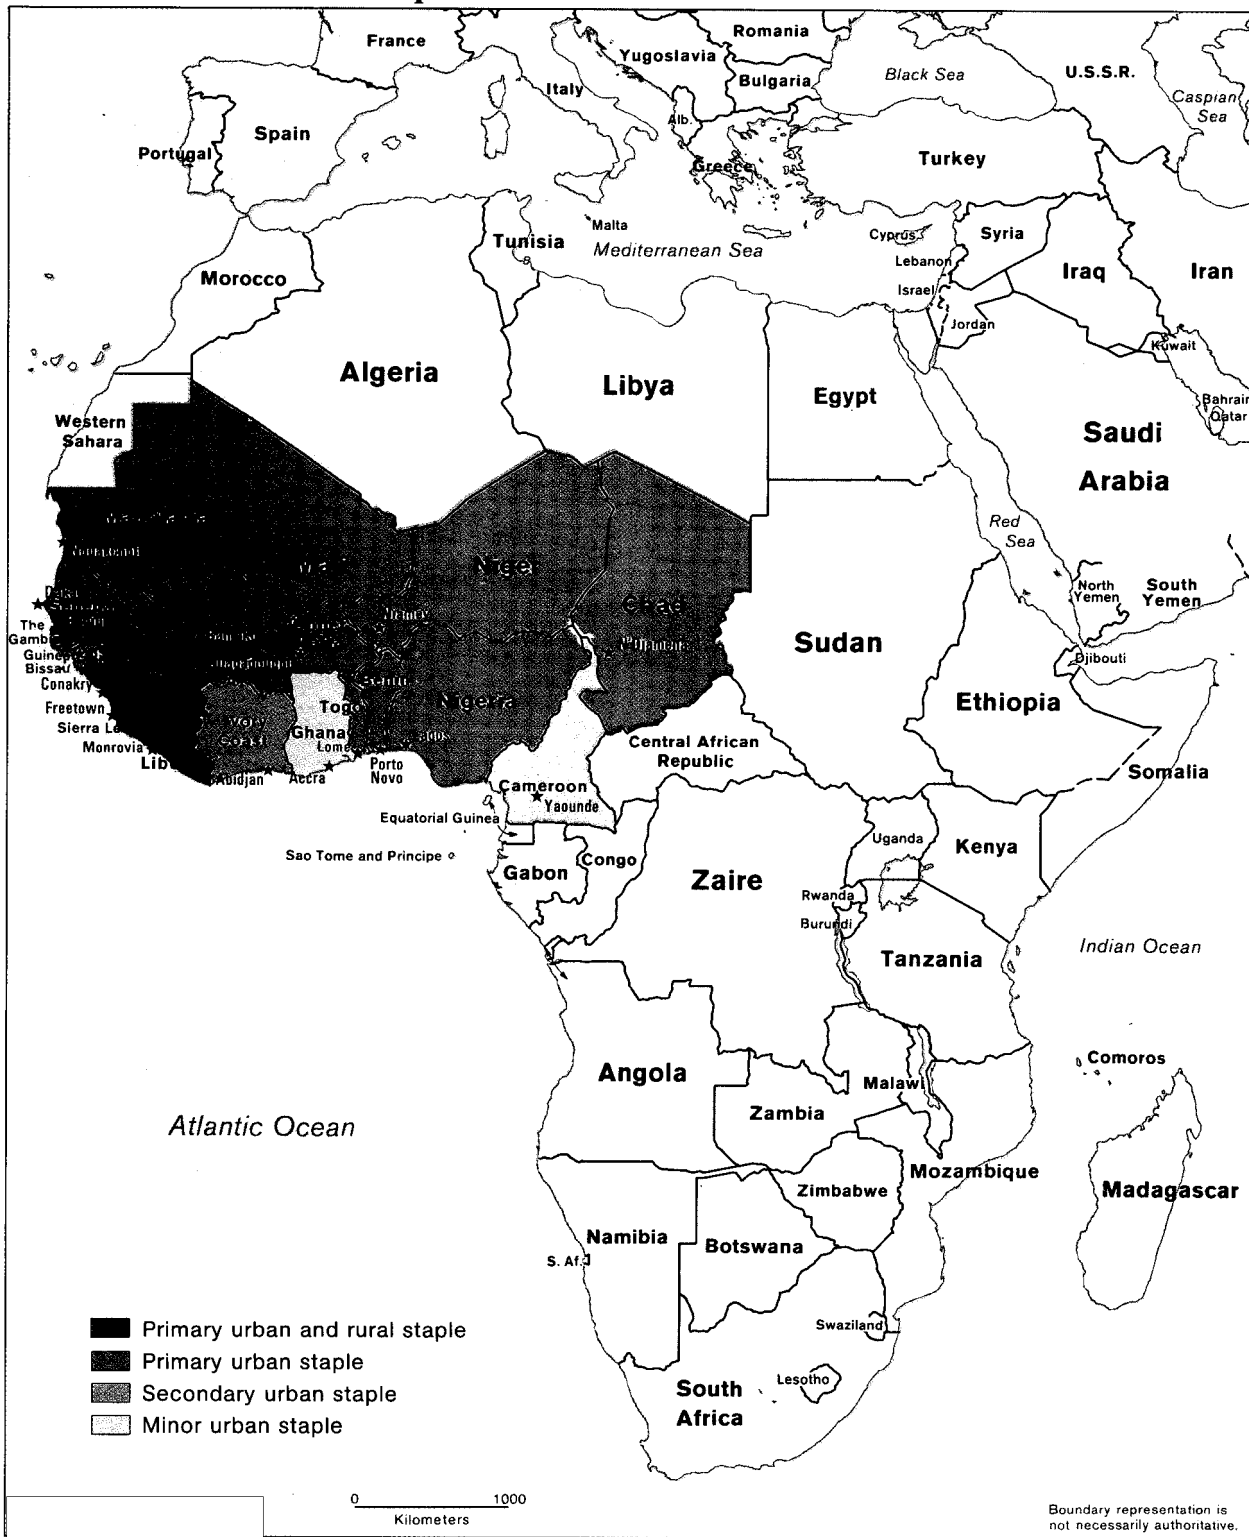 France
Romania
Yugoslavia
Bulgaria
Black Sea
U.S.S.R.
Caspian
Sea
Italy
Alb.
Spain
Portugal
Greece
Turkey
Malta
Tunisia
Mediterranean Sea
Cyprus
Syria
Lebanon
Iraq
Iran
Morocco
Israel
Jordan
Kuwait
Algeria
Libya
Egypt
Bahrain
Qatar
Western
Sahara
Saudi
Arabia
Red
Sea
Niger
Niamey
Chad
North
Yemen
South
Yemen
The
Guinea
Bissau
Sudan
Djibouti
Conakry
Benin
Ethiopia
Freetown
Togo
Nigeria
Ivory
Coast
Ghana
Lome
Lagos
Central African
Republic
Monrovia
Abidjan
Accra
Porto
Novo
Somalia
Cameroon
Yaounde
Equatorial Guinea
Uganda
Kenya
Sao Tome and Principe
Gabon
Congo
Zaire
Rwanda
Burundi
Tanzania
Indian Ocean
Comoros
Angola
Malawi
Zambia
Atlantic Ocean
Mozambique
Zimbabwe
Madagascar
Namibia
Botswana
S. Af.
Swaziland
Lesotho
South
Africa
Primary urban and rural staple
Primary urban staple
Secondary urban staple
Minor urban staple
0 1000
Kilometers
Boundary representation is
not necessarily authoritative.